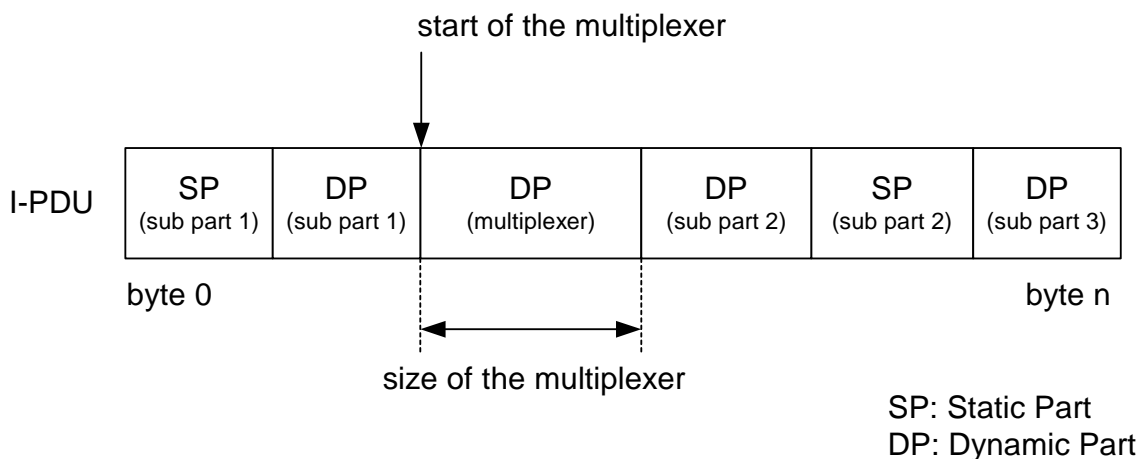 start of the multiplexer
I-PDU
SP
(sub part 1)
DP
(sub part 1)
DP
(multiplexer)
DP
(sub part 2)
SP
(sub part 2)
DP
(sub part 3)
byte 0
byte n
size of the multiplexer
SP: Static Part
DP: Dynamic Part